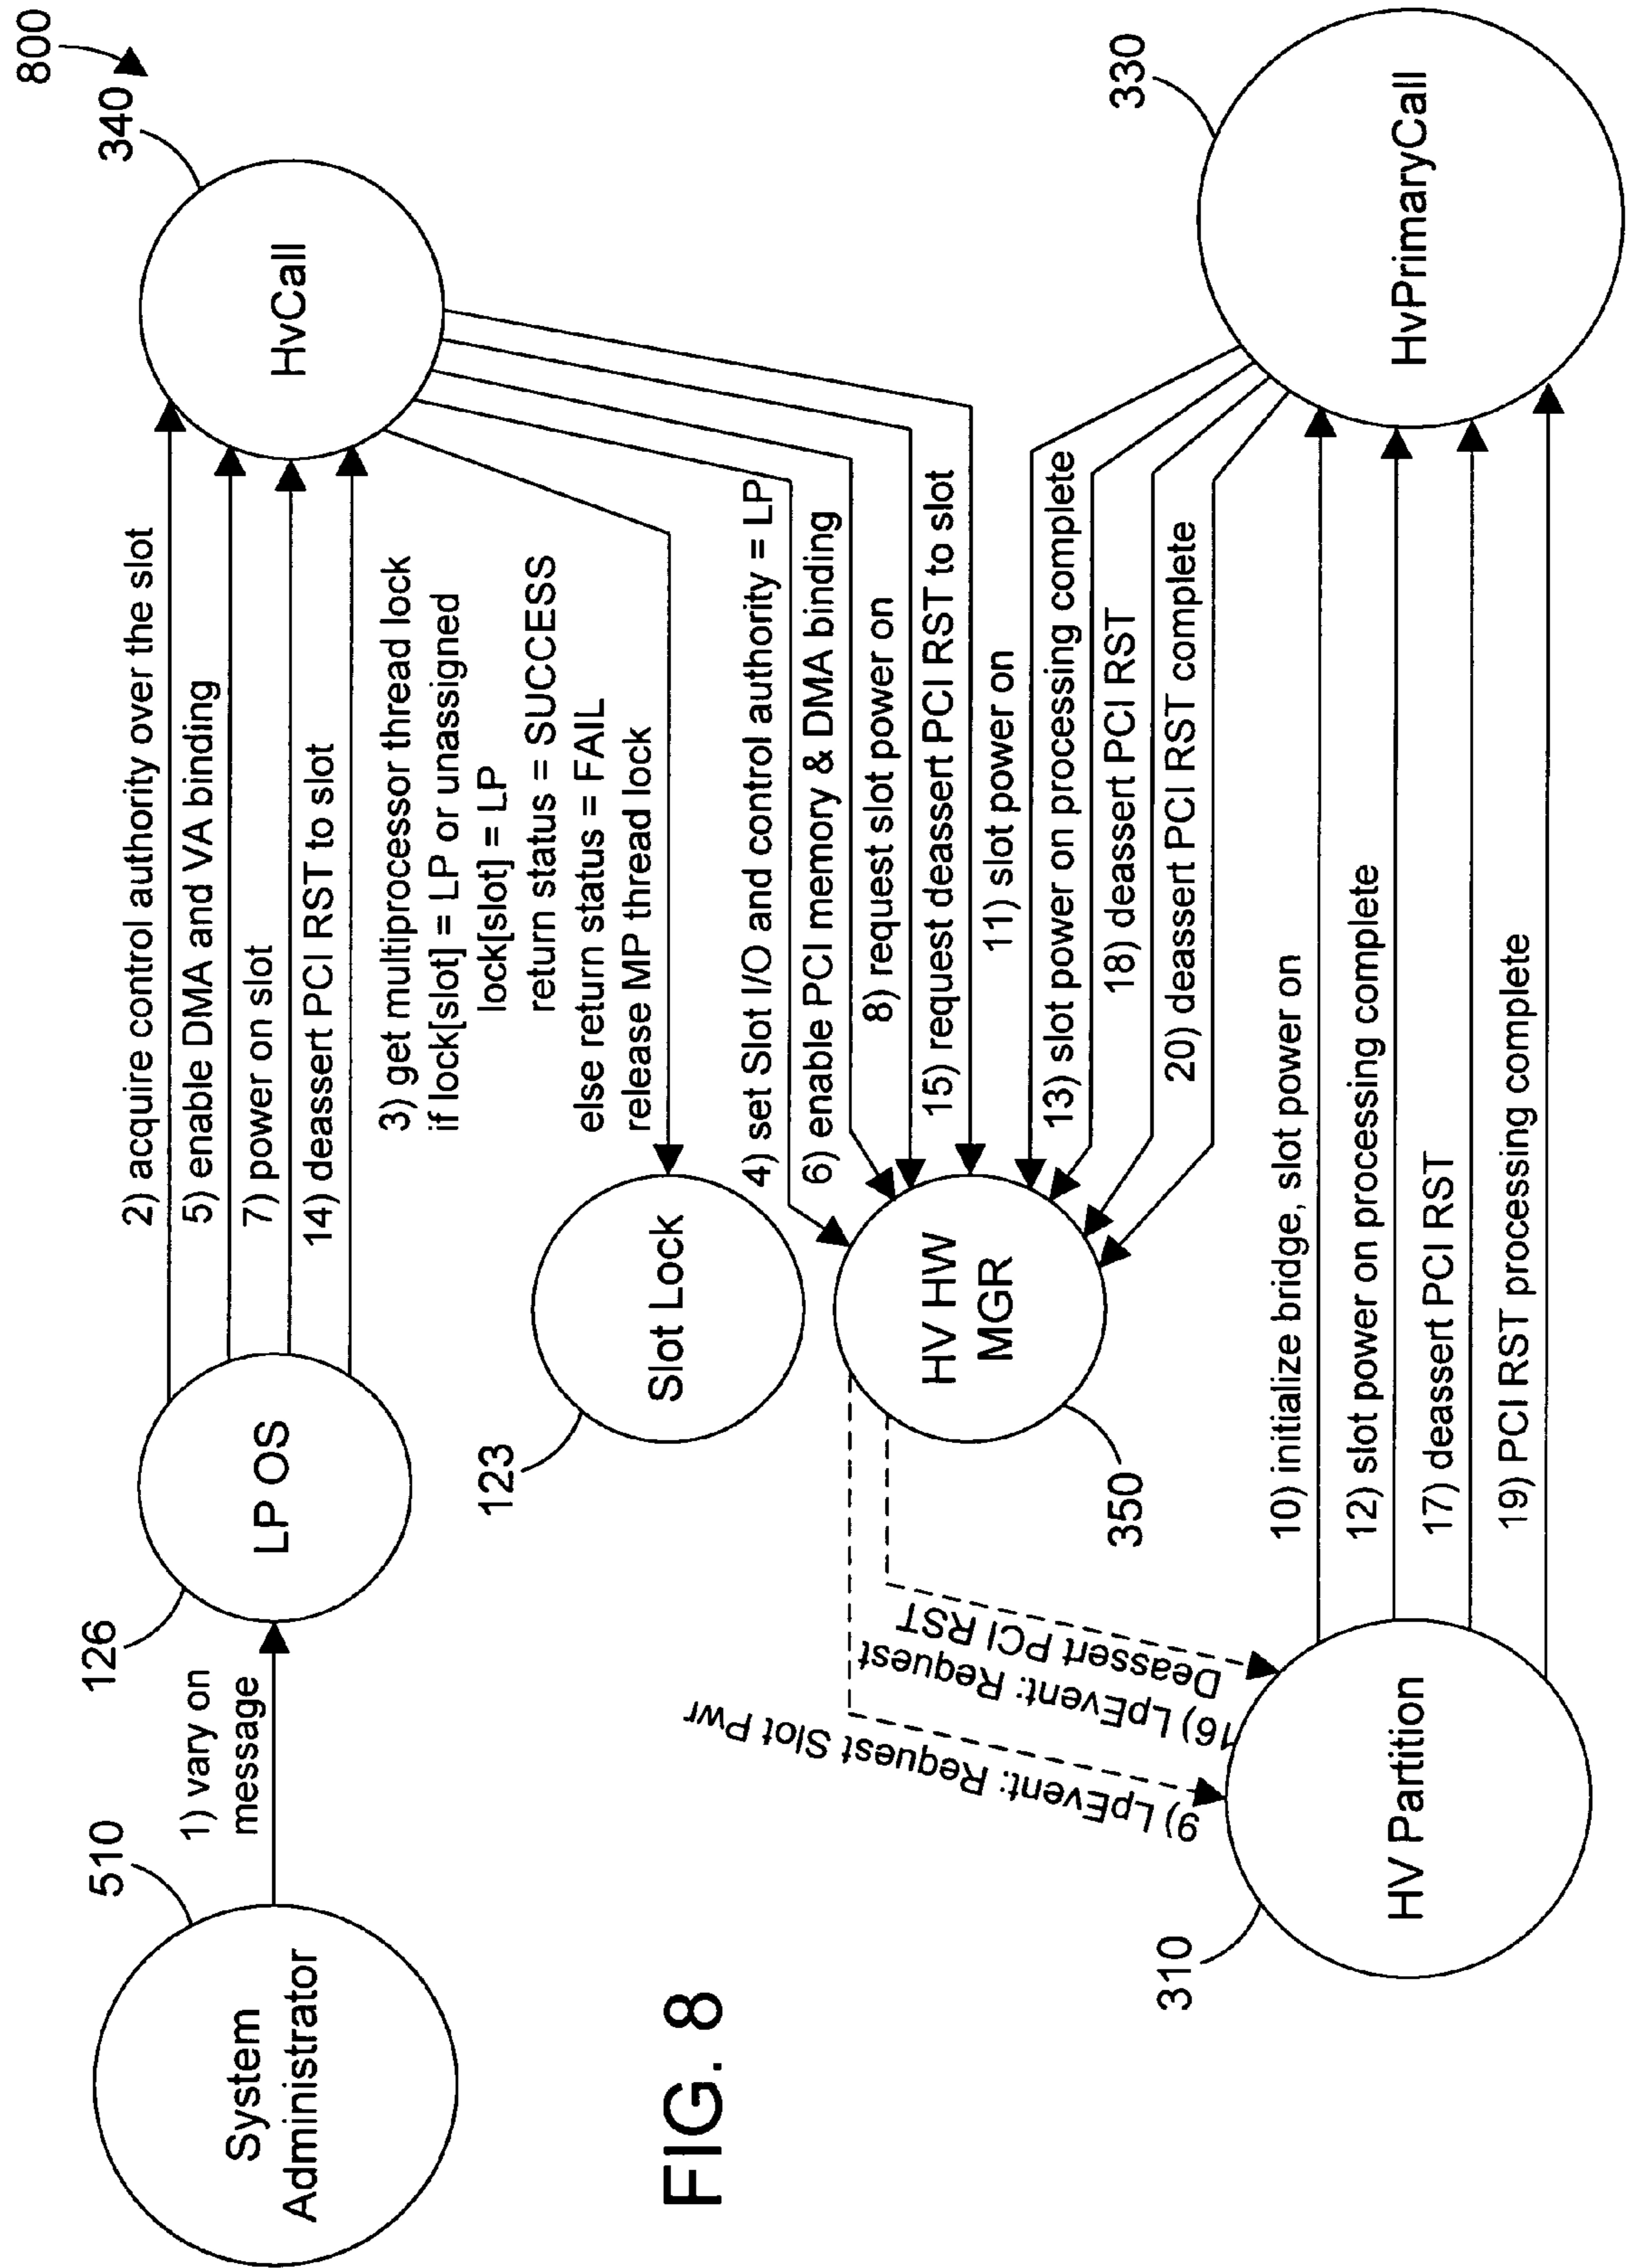 800
510
System
Administrator
1) vary on
message
126
LP OS
2) acquire control authority over the slot
5) enable DMA and VA binding
7) power on slot
14) deassert PCI RST to slot
340
HvCall
3) get multiprocessor thread lock
if lock[slot] = LP or unassigned
lock[slot] = LP
return status = SUCCESS
else return status = FAIL
release MP thread lock
123
Slot Lock
4) set Slot I/O and control authority = LP
6) enable PCI memory & DMA binding
8) request slot power on
15) request deassert PCI RST to slot
HV HW
MGR
350
11) slot power on
13) slot power on processing complete
18) deassert PCI RST
20) deassert PCI RST complete
330
HvPrimaryCall
9) LpEvent: Request Slot Pwr
16) LpEvent: Request
Deassert PCI RST
10) initialize bridge, slot power on
12) slot power on processing complete
17) deassert PCI RST
19) PCI RST processing complete
310
HV Partition
FIG. 8